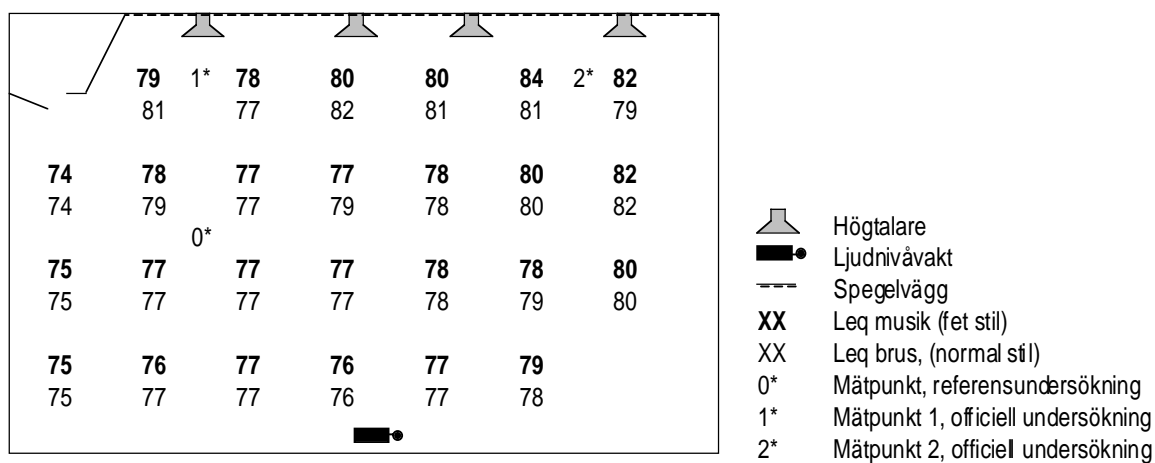 79 1* 78 80 80 84 2* 82
81 77 82 81 81 79
74 78 77 77 78 80 82
74 79 77 79 78 80 82
0*
75 77 77 77 78 78 80
75 77 77 77 78 79 80
75 76 77 76 77 79
75 77 77 76 77 78
Högtalare
Ljudnivåvakt
Spegelvägg
XX Leq musik (fet stil)
XX Leq brus, (normal stil)
0* Mätpunkt, referensundersökning
1* Mätpunkt 1, officiell undersökning
2* Mätpunkt 2, officiell undersökning